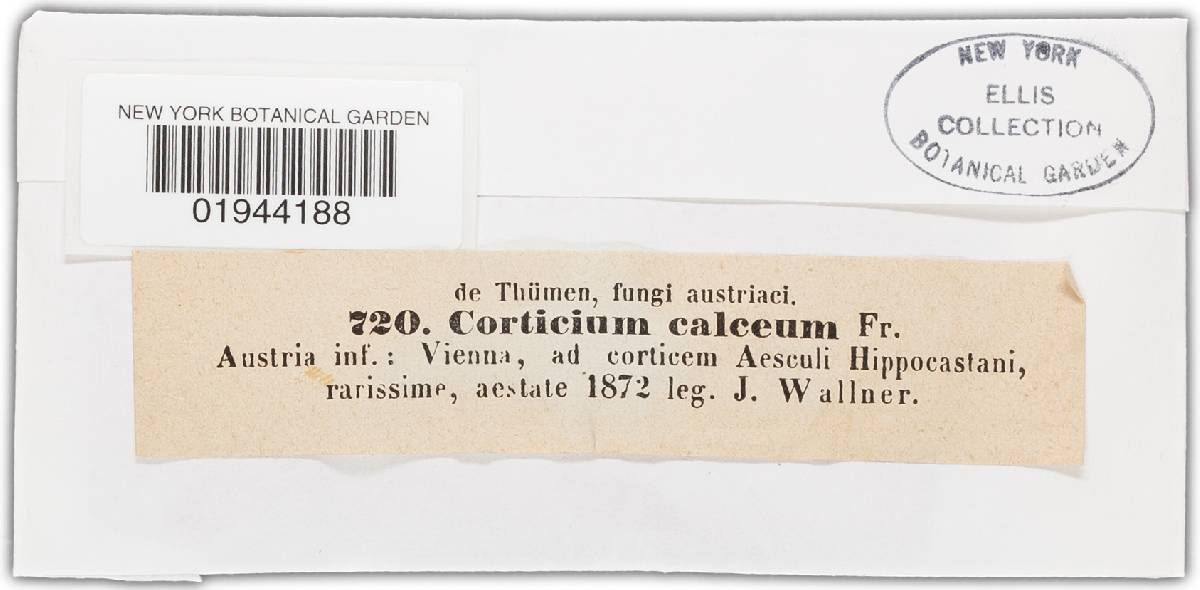 NEW YORK BOTANICAL GARDEN
01944188
NEW YORK
ELLIS
COLLECTION
BOTANICAL GARDEN
de Thümen, fungi austriaci.
720. Corticium calceum Fr.
Austria inf.: Vienna, ad corticem Aesculi Hippocastani,
rarissime, aestate 1872 leg. J. Wallner.